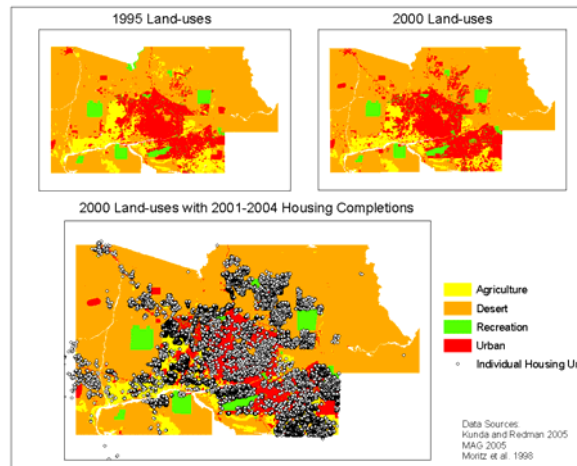 1995 Land-uses
2000 Land-uses
2000 Land-uses with 2001-2004 Housing Completions
Agriculture
Desert
Recreation
Urban
Individual Housing Un
Data Sources
Kunda and Redman 2005
MAG 2005
Moritz et al. 1998